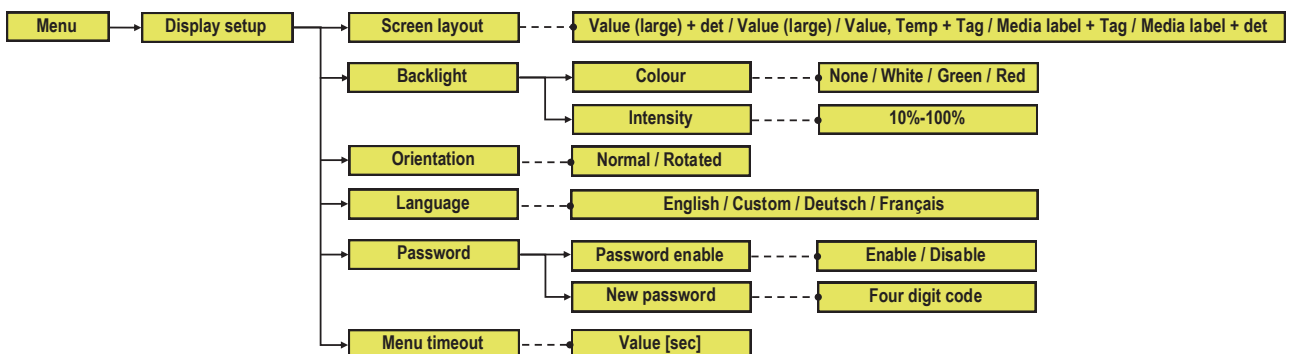 Menu
Display setup
Screen layout
Value (large) + det / Value (large) / Value, Temp + Tag / Media label + Tag / Media label + det
Backlight
Colour
None / White / Green / Red
Intensity
10%-100%
Orientation
Normal / Rotated
Language
English / Custom / Deutsch / Français
Password
Password enable
Enable / Disable
New password
Four digit code
Menu timeout
Value [sec]